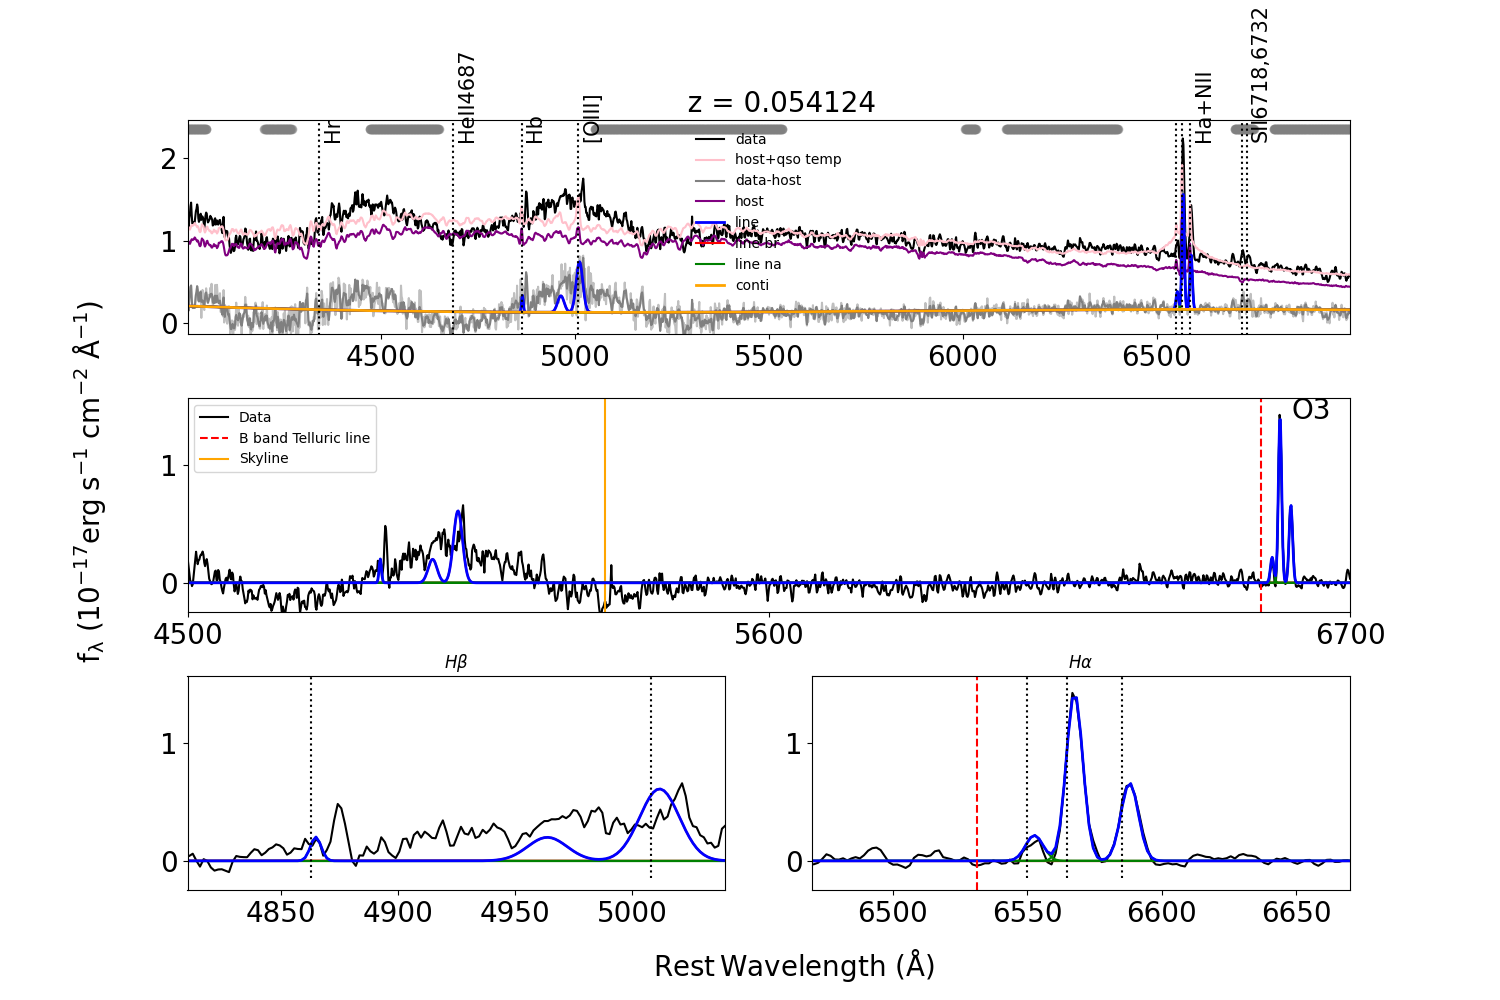 z = 0.054124
Hr
HeII4687
Hb
[OIII]
Ha+NII
SII6718,6732
data
host+qso temp
data-host
host
line
line br
line na
conti
2
1
0
4500
5000
5500
6000
6500
fλ (10⁻¹⁷erg s⁻¹ cm⁻² Å⁻¹)
Data
B band Telluric line
Skyline
O3
1
0
4500
5600
6700
Hβ
1
0
4850
4900
4950
5000
Hα
1
0
6500
6550
6600
6650
Rest Wavelength (Å)